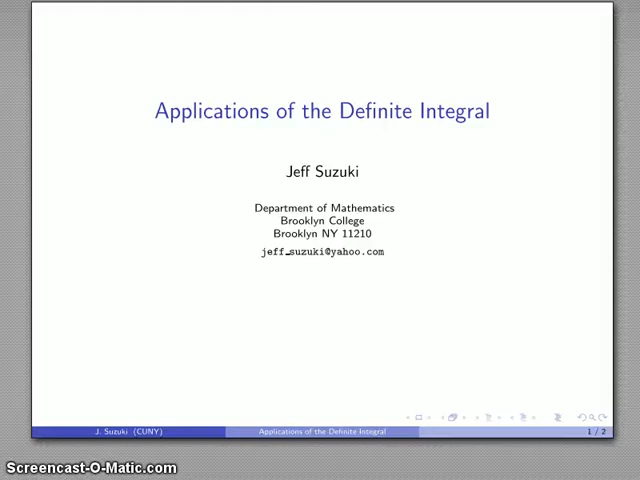 Applications of the Definite Integral
Jeff Suzuki
Department of Mathematics
Brooklyn College
Brooklyn NY 11210
jeff_suzuki@yahoo.com
J. Suzuki (CUNY)
Applications of the Definite Integral
1 / 2
Screencast-O-Matic.com